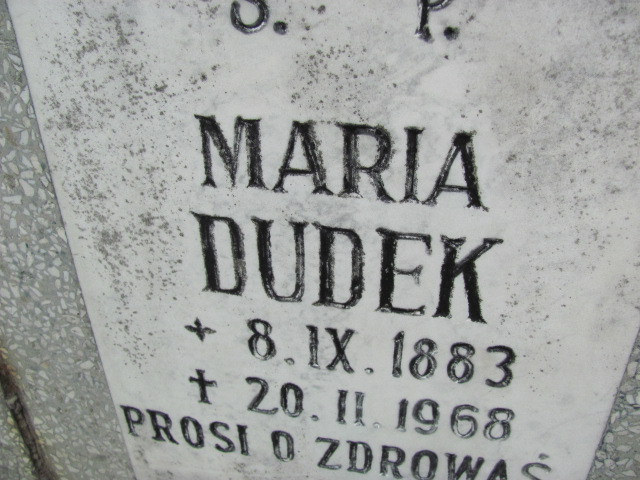 Ś. P.
MARIA
DUDEK
+ 8.IX.1883
† 20.II.1968
PROSI O ZDROWAŚ